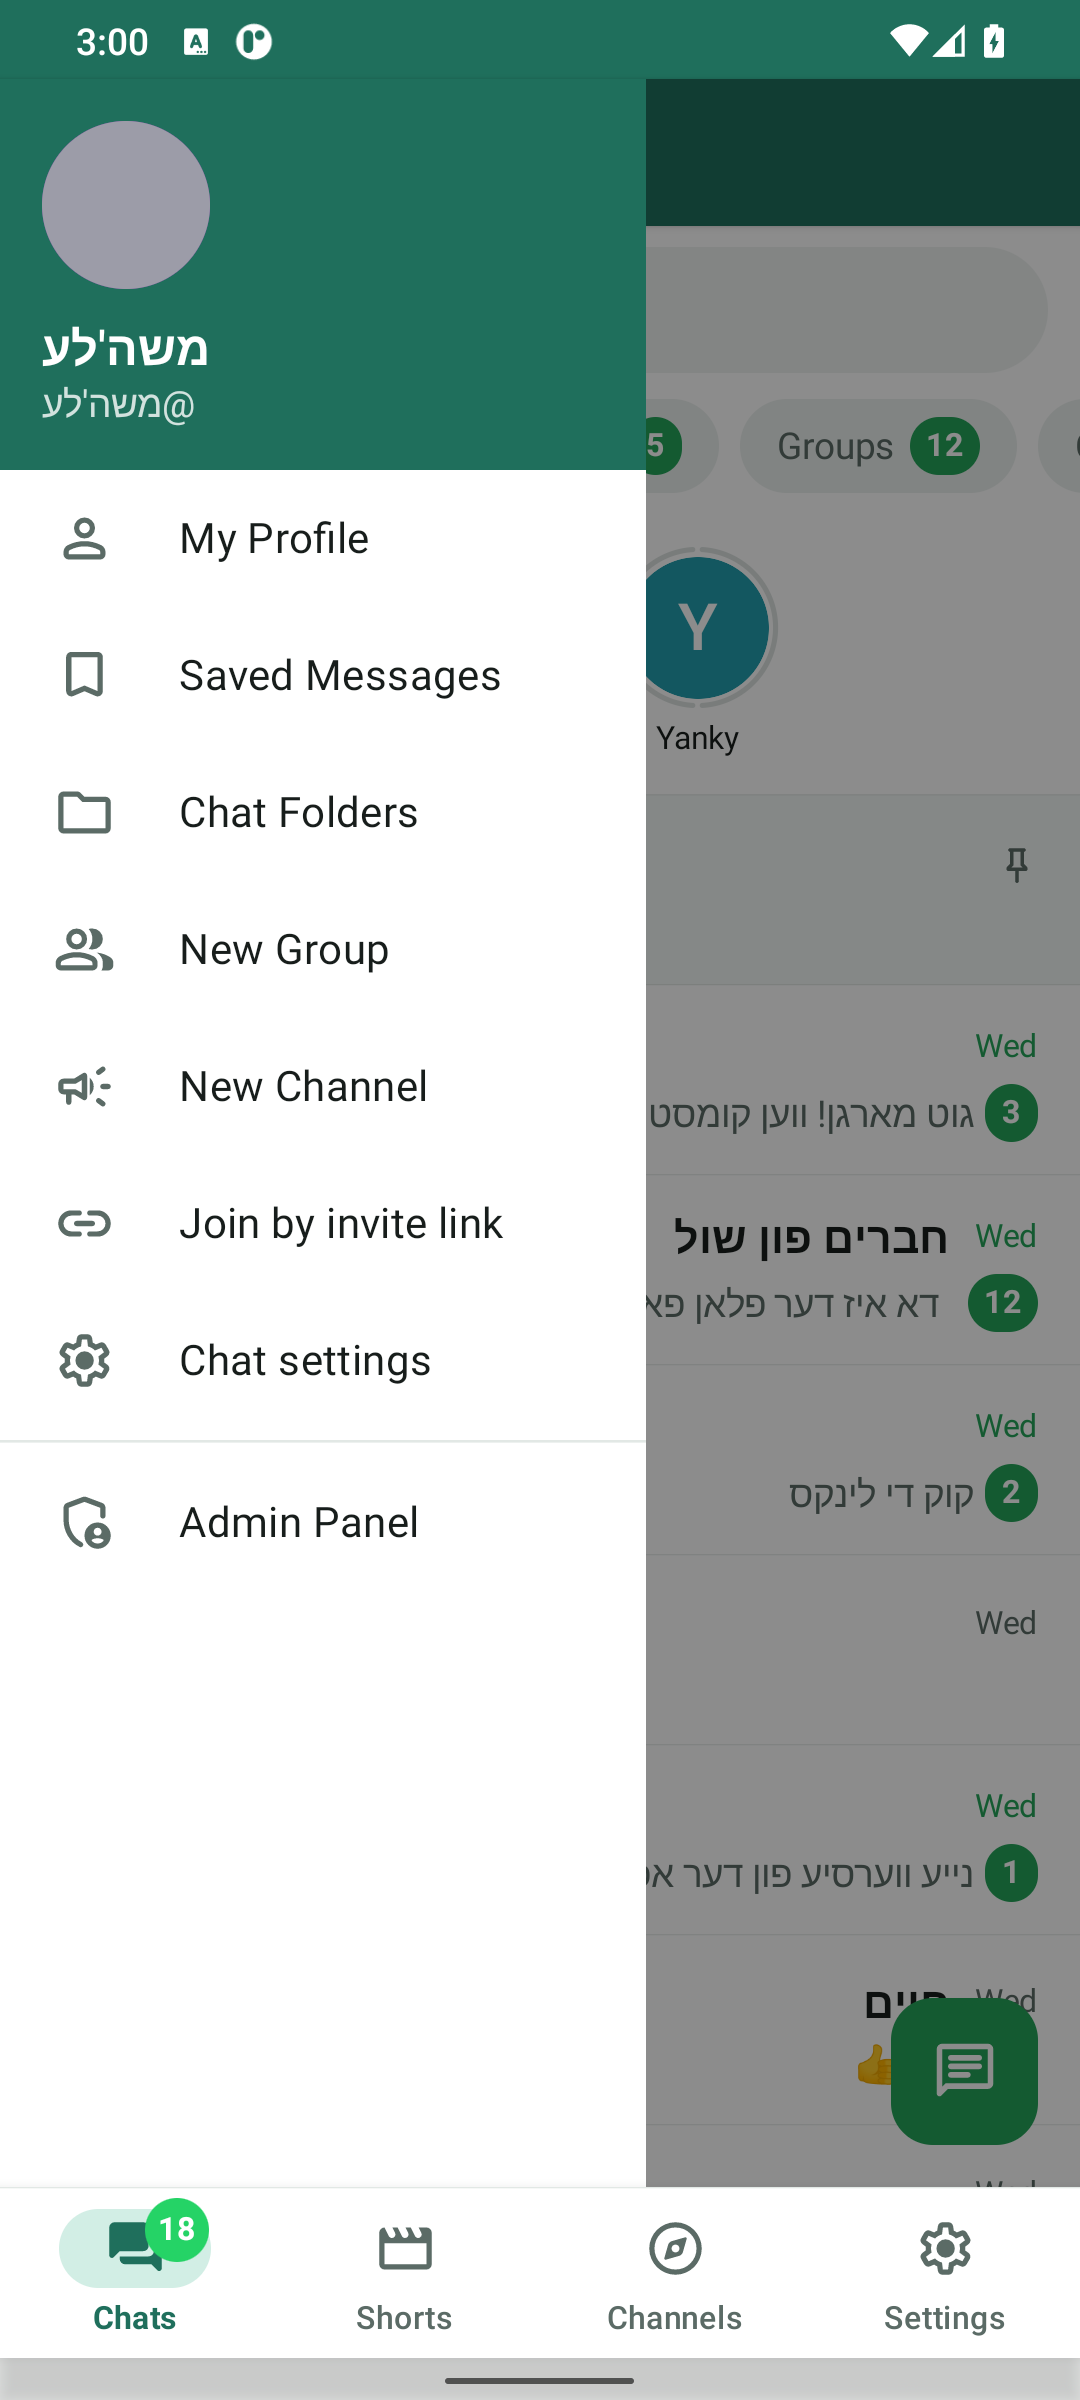 3:00
משה'לע
@משה'לע
My Profile
Saved Messages
Chat Folders
New Group
New Channel
Join by invite link
Chat settings
Admin Panel
5
Groups 12
Y
Yanky
Wed
גוט מארגן! ווען קומסט
3
חברים פון שול
Wed
דא איז דער פלאן
12
Wed
קוק די לינקס
2
Wed
Wed
נייע ווערסיע פון דער
1
Wed
18
Chats
Shorts
Channels
Settings